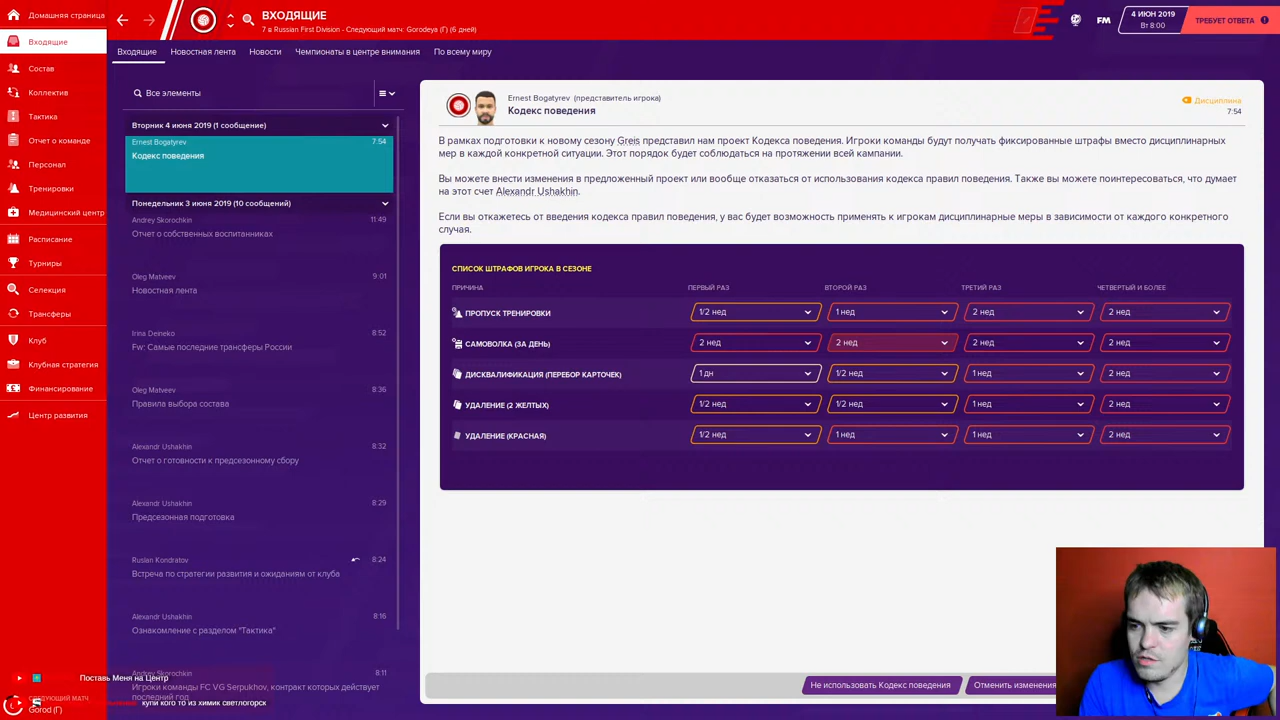 Домашняя страница
Входящие
Состав
Коллектив
Тактика
Отчет о команде
Персонал
Тренировки
Медицинский центр
Расписание
Турниры
Селекция
Трансферы
Клуб
Клубная стратегия
Финансирование
Центр развития
ВХОДЯЩИЕ
7 в Russian First Division - Следующий матч: Gorodeya (Г) (6 дней)
FM
4 ИЮН 2019
Вт 8:00
ТРЕБУЕТ ОТВЕТА
Входящие Новостная лента Новости Чемпионаты в центре внимания По всему миру
Все элементы
Вторник 4 июня 2019 (1 сообщение)
Ernest Bogatyrev 7:54
Кодекс поведения
Понедельник 3 июня 2019 (10 сообщений)
Andrey Skorochkin 11:49
Отчет о собственных воспитанниках
Oleg Matveev 9:01
Новостная лента
Irina Deineko 8:52
Fw: Самые последние трансферы России
Oleg Matveev 8:36
Правила выбора состава
Alexandr Ushakhin 8:32
Отчет о готовности к предсезонному сбору
Alexandr Ushakhin 8:29
Предсезонная подготовка
Ruslan Kondratov 8:24
Встреча по стратегии развития и ожиданиям от клуба
Alexandr Ushakhin 8:16
Ознакомление с разделом "Тактика"
Andrey Skorochkin 8:11
Игроки команды FC VG Serpukhov, контракт которых действует
последний год
Ernest Bogatyrev (представитель игрока)
Кодекс поведения
Дисциплина
7:54
В рамках подготовки к новому сезону Greis представил нам проект Кодекса поведения. Игроки команды будут получать фиксированные штрафы вместо дисциплинарных
мер в каждой конкретной ситуации. Этот порядок будет соблюдаться на протяжении всей кампании.
Вы можете внести изменения в предложенный проект или вообще отказаться от использования кодекса правил поведения. Также вы можете поинтересоваться, что думает
на этот счет Alexandr Ushakhin.
Если вы откажетесь от введения кодекса правил поведения, у вас будет возможность применять к игрокам дисциплинарные меры в зависимости от каждого конкретного
случая.
СПИСОК ШТРАФОВ ИГРОКА В СЕЗОНЕ
ПРИЧИНА ПЕРВЫЙ РАЗ ВТОРОЙ РАЗ ТРЕТИЙ РАЗ ЧЕТВЕРТЫЙ И БОЛЕЕ
ПРОПУСК ТРЕНИРОВКИ 1/2 нед 1 нед 2 нед 2 нед
САМОВОЛКА (ЗА ДЕНЬ) 2 нед 2 нед 2 нед 2 нед
ДИСКВАЛИФИКАЦИЯ (ПЕРЕБОР КАРТОЧЕК) 1 дн 1/2 нед 1 нед 2 нед
УДАЛЕНИЕ (2 ЖЕЛТЫХ) 1/2 нед 1/2 нед 1 нед 2 нед
УДАЛЕНИЕ (КРАСНАЯ) 1/2 нед 1 нед 1 нед 2 нед
Не использовать Кодекс поведения Отменить изменения
Поставь Меня на Центр
СЛЕДУЮЩИЙ МАТЧ
купи кого то из химик светлогорск
Gorod (Г)